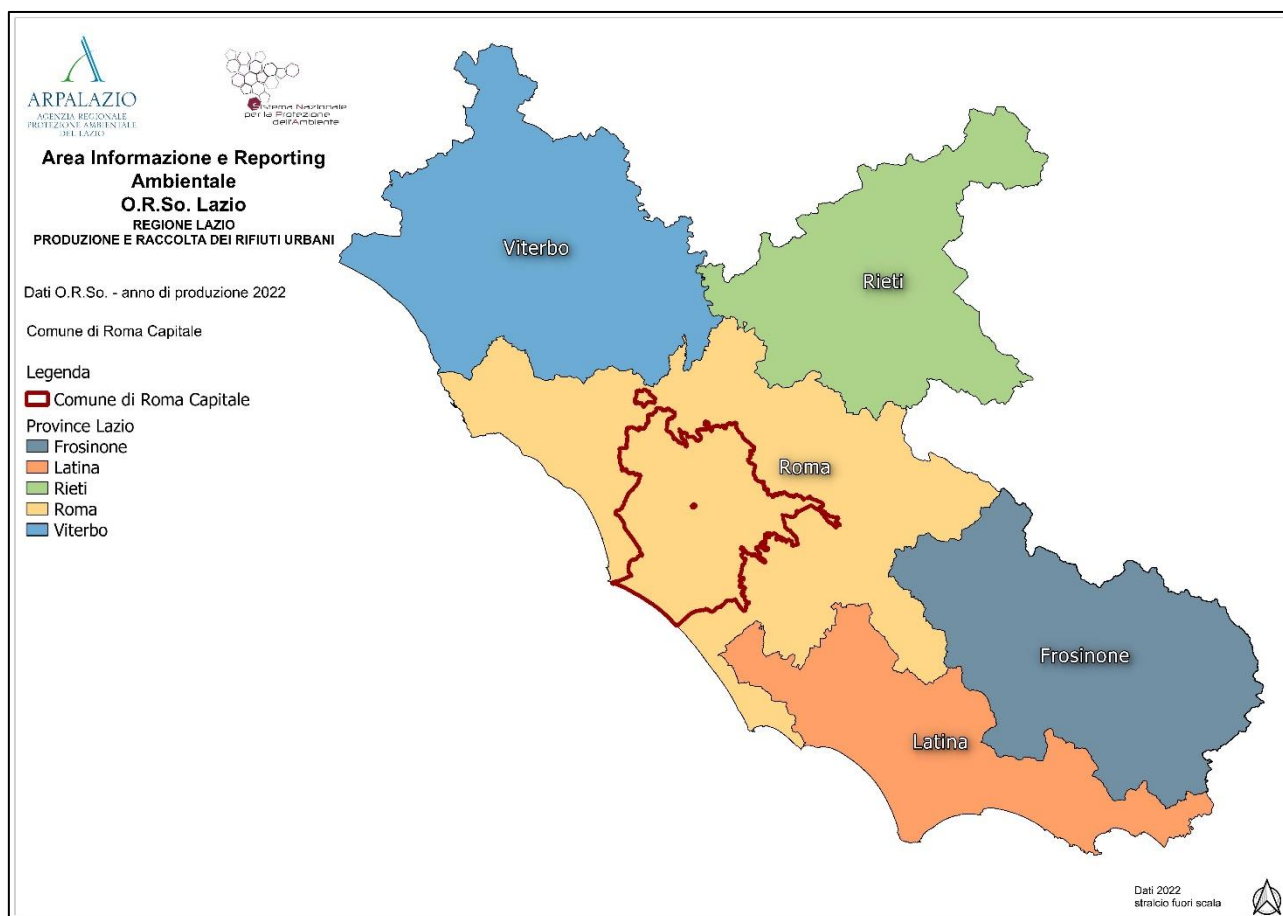 ARPALAZIO
AGENZIA REGIONALE
PROTEZIONE AMBIENTALE
DEL LAZIO
Sistema Nazionale
per la Protezione
dell'Ambiente
Area Informazione e Reporting
Ambientale
O.R.So. Lazio
REGIONE LAZIO
PRODUZIONE E RACCOLTA DEI RIFIUTI URBANI
Dati O.R.So. - anno di produzione 2022
Comune di Roma Capitale
Legenda
Comune di Roma Capitale
Province Lazio
Frosinone
Latina
Rieti
Roma
Viterbo
Viterbo
Rieti
Roma
Frosinone
Latina
Dati 2022
stralcio fuori scala